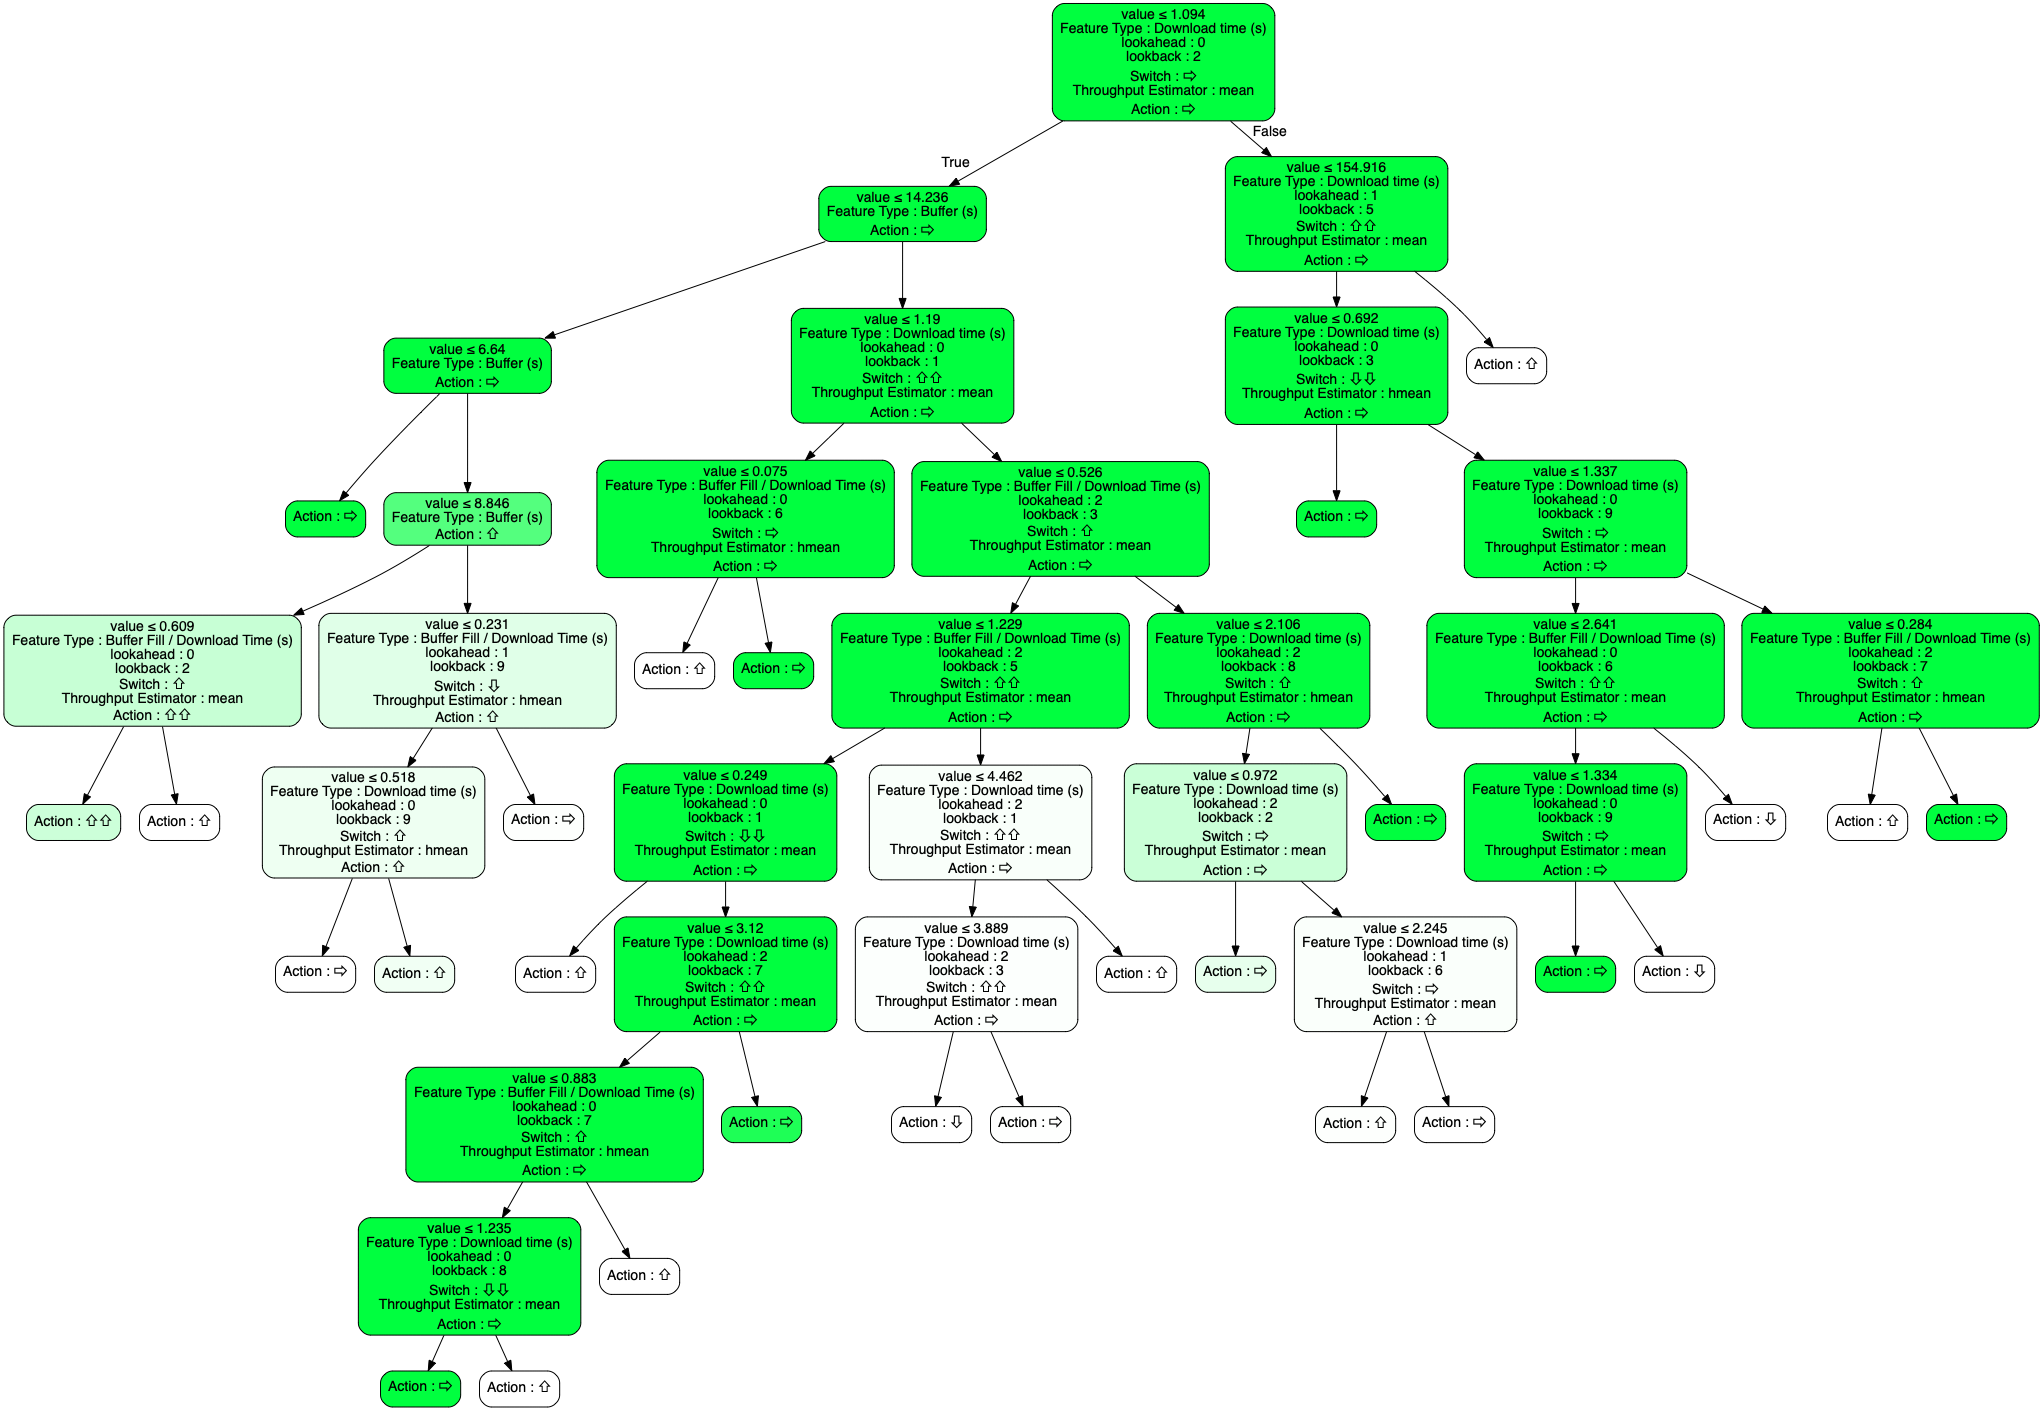 value ≤ 1.094
Feature Type : Download time (s)
lookahead : 0
lookback : 2
Switch : ⇨
Throughput Estimator : mean
Action : ⇨
True
False
value ≤ 14.236
Feature Type : Buffer (s)
Action : ⇨
value ≤ 154.916
Feature Type : Download time (s)
lookahead : 1
lookback : 5
Switch : ⇧⇧
Throughput Estimator : mean
Action : ⇨
value ≤ 6.64
Feature Type : Buffer (s)
Action : ⇨
value ≤ 1.19
Feature Type : Download time (s)
lookahead : 0
lookback : 1
Switch : ⇧⇧
Throughput Estimator : mean
Action : ⇨
value ≤ 0.692
Feature Type : Download time (s)
lookahead : 0
lookback : 3
Switch : ⇩⇩
Throughput Estimator : hmean
Action : ⇨
Action : ⇧
Action : ⇨
value ≤ 8.846
Feature Type : Buffer (s)
Action : ⇧
value ≤ 0.075
Feature Type : Buffer Fill / Download Time (s)
lookahead : 0
lookback : 6
Switch : ⇨
Throughput Estimator : hmean
Action : ⇨
value ≤ 0.526
Feature Type : Buffer Fill / Download Time (s)
lookahead : 2
lookback : 3
Switch : ⇧
Throughput Estimator : mean
Action : ⇨
Action : ⇨
value ≤ 1.337
Feature Type : Download time (s)
lookahead : 0
lookback : 9
Switch : ⇨
Throughput Estimator : mean
Action : ⇨
value ≤ 0.609
Feature Type : Buffer Fill / Download Time (s)
lookahead : 0
lookback : 2
Switch : ⇧
Throughput Estimator : mean
Action : ⇧⇧
value ≤ 0.231
Feature Type : Buffer Fill / Download Time (s)
lookahead : 1
lookback : 9
Switch : ⇩
Throughput Estimator : hmean
Action : ⇧
Action : ⇧
Action : ⇨
value ≤ 1.229
Feature Type : Buffer Fill / Download Time (s)
lookahead : 2
lookback : 5
Switch : ⇧⇧
Throughput Estimator : mean
Action : ⇨
value ≤ 2.106
Feature Type : Download time (s)
lookahead : 2
lookback : 8
Switch : ⇧
Throughput Estimator : hmean
Action : ⇨
value ≤ 2.641
Feature Type : Buffer Fill / Download Time (s)
lookahead : 0
lookback : 6
Switch : ⇧⇧
Throughput Estimator : mean
Action : ⇨
value ≤ 0.284
Feature Type : Buffer Fill / Download Time (s)
lookahead : 2
lookback : 7
Switch : ⇧
Throughput Estimator : hmean
Action : ⇨
Action : ⇧⇧
Action : ⇧
value ≤ 0.518
Feature Type : Download time (s)
lookahead : 0
lookback : 9
Switch : ⇧
Throughput Estimator : hmean
Action : ⇧
Action : ⇨
value ≤ 0.249
Feature Type : Download time (s)
lookahead : 0
lookback : 1
Switch : ⇩⇩
Throughput Estimator : mean
Action : ⇨
value ≤ 4.462
Feature Type : Download time (s)
lookahead : 2
lookback : 1
Switch : ⇧⇧
Throughput Estimator : mean
Action : ⇨
value ≤ 0.972
Feature Type : Download time (s)
lookahead : 2
lookback : 2
Switch : ⇨
Throughput Estimator : mean
Action : ⇨
Action : ⇨
value ≤ 1.334
Feature Type : Download time (s)
lookahead : 0
lookback : 9
Switch : ⇨
Throughput Estimator : mean
Action : ⇨
Action : ⇩
Action : ⇧
Action : ⇨
Action : ⇨
Action : ⇧
Action : ⇧
value ≤ 3.12
Feature Type : Download time (s)
lookahead : 2
lookback : 7
Switch : ⇧⇧
Throughput Estimator : mean
Action : ⇨
value ≤ 3.889
Feature Type : Download time (s)
lookahead : 2
lookback : 3
Switch : ⇧⇧
Throughput Estimator : mean
Action : ⇨
Action : ⇧
Action : ⇨
value ≤ 2.245
Feature Type : Download time (s)
lookahead : 1
lookback : 6
Switch : ⇨
Throughput Estimator : mean
Action : ⇧
Action : ⇨
Action : ⇩
value ≤ 0.883
Feature Type : Buffer Fill / Download Time (s)
lookahead : 0
lookback : 7
Switch : ⇧
Throughput Estimator : hmean
Action : ⇨
Action : ⇨
Action : ⇩
Action : ⇨
Action : ⇧
Action : ⇨
value ≤ 1.235
Feature Type : Download time (s)
lookahead : 0
lookback : 8
Switch : ⇩⇩
Throughput Estimator : mean
Action : ⇨
Action : ⇧
Action : ⇨
Action : ⇧